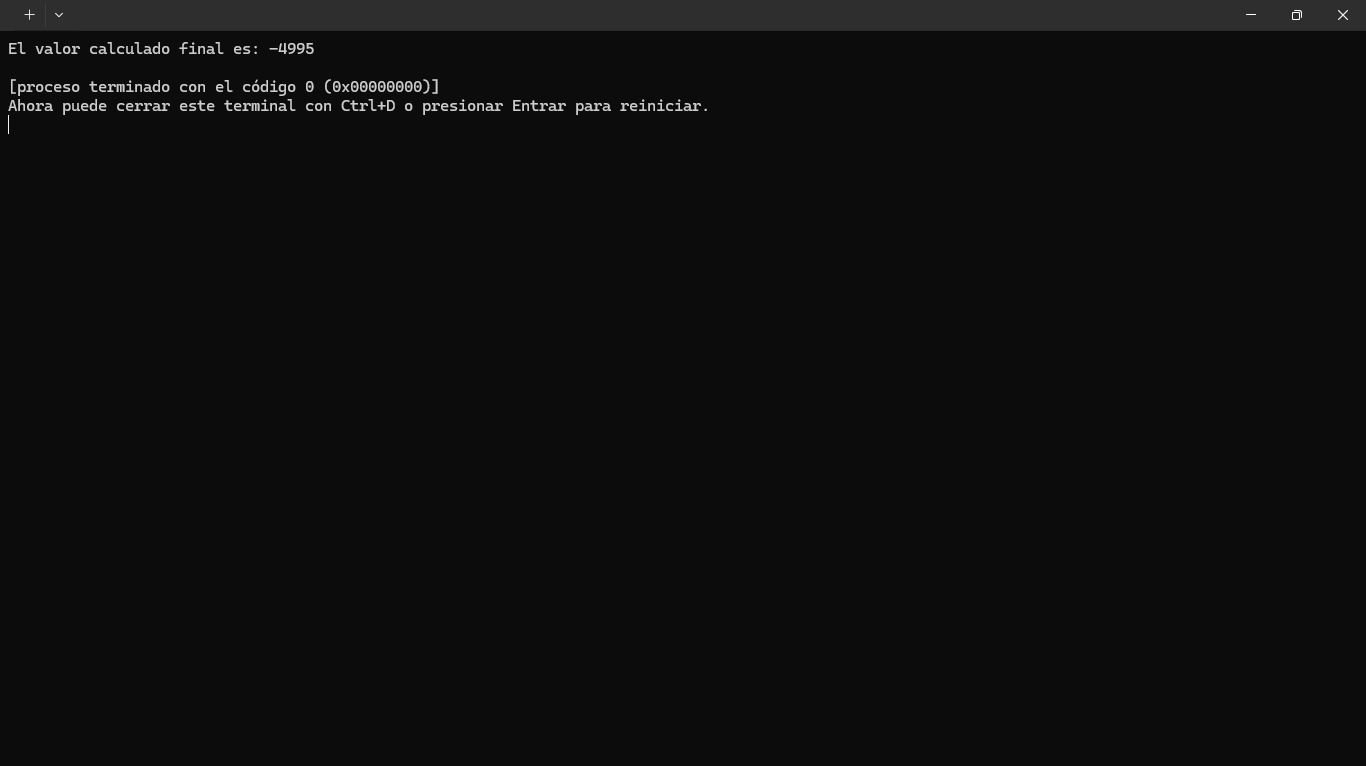 El valor calculado final es: -4995
[proceso terminado con el código 0 (0x00000000)]
Ahora puede cerrar este terminal con Ctrl+D o presionar Entrar para reiniciar.